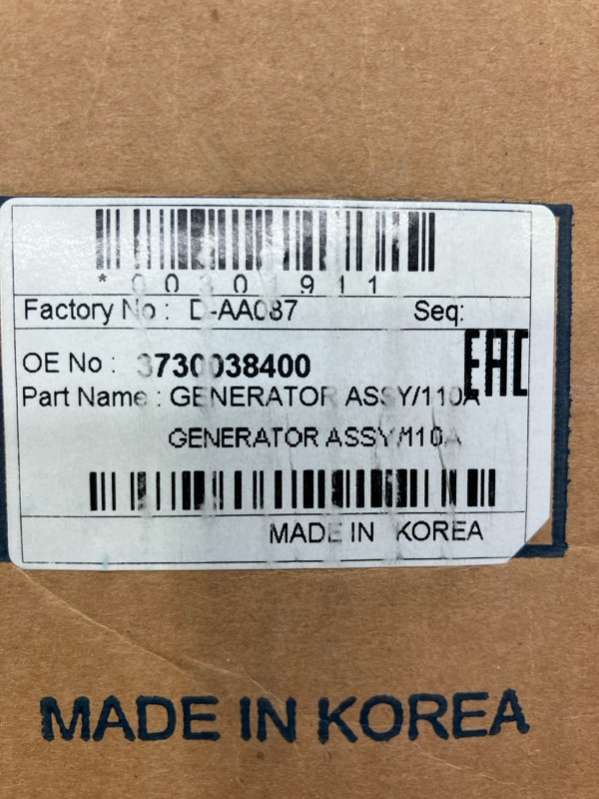 *0030911
Factory No : D-AA087 Seq:
OE No : 3730038400
EAC
Part Name : GENERATOR ASSY/110A
GENERATOR ASSY/110A
MADE IN KOREA
MADE IN KOREA